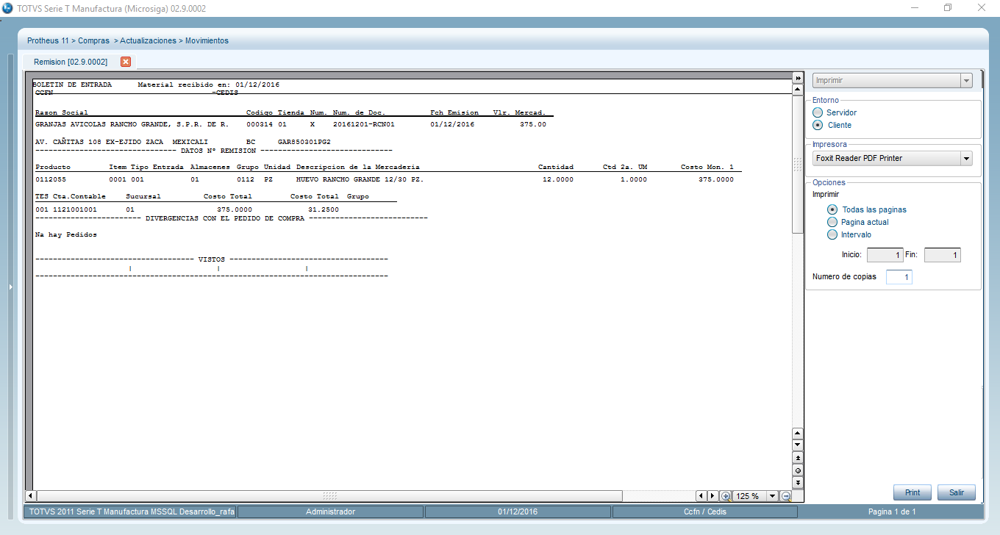 TOTVS Serie T Manufactura (Microsiga) 02.9.0002
Protheus 11 > Compras > Actualizaciones > Movimientos
Remision [02.9.0002]
BOLETIN DE ENTRADA Material recibido en: 01/12/2016
CCFN -CEDIS
Razon Social Codigo Tienda Num. Num. de Doc. Fch Emision Vlr. Mercad.
GRANJAS AVICOLAS RANCHO GRANDE, S.P.R. DE R. 000314 01 X 20161201-RCN01 01/12/2016 375.00
AV. CAÑITAS 108 EX-EJIDO ZACA MEXICALI BC GAR850301PG2
-------------------------------- DATOS Nº REMISION ------------------------------
Producto Item Tipo Entrada Almacenes Grupo Unidad Descripcion de la Mercaderia Cantidad Ctd 2a. UM Costo Mon. 1
0112055 0001 001 01 0112 PZ HUEVO RANCHO GRANDE 12/30 PZ. 12.0000 1.0000 375.0000
TES Cta.Contable Sucursal Costo Total Costo Total Grupo
001 1121001001 01 375.0000 31.2500
------------------------ DIVERGENCIAS CON EL PEDIDO DE COMPRA ---------------------------
Na hay Pedidos
------------------------------------ VISTOS ------------------------------------
| | |
--------------------------------------------------------------------------------
Imprimir
Entorno
Servidor
Cliente
Impresora
Foxit Reader PDF Printer
Opciones
Imprimir
Todas las paginas
Pagina actual
Intervalo
Inicio: 1 Fin: 1
Numero de copias 1
Print Salir
125 %
TOTVS 2011 Serie T Manufactura MSSQL Desarrollo_rafa Administrador 01/12/2016 Ccfn / Cedis Pagina 1 de 1